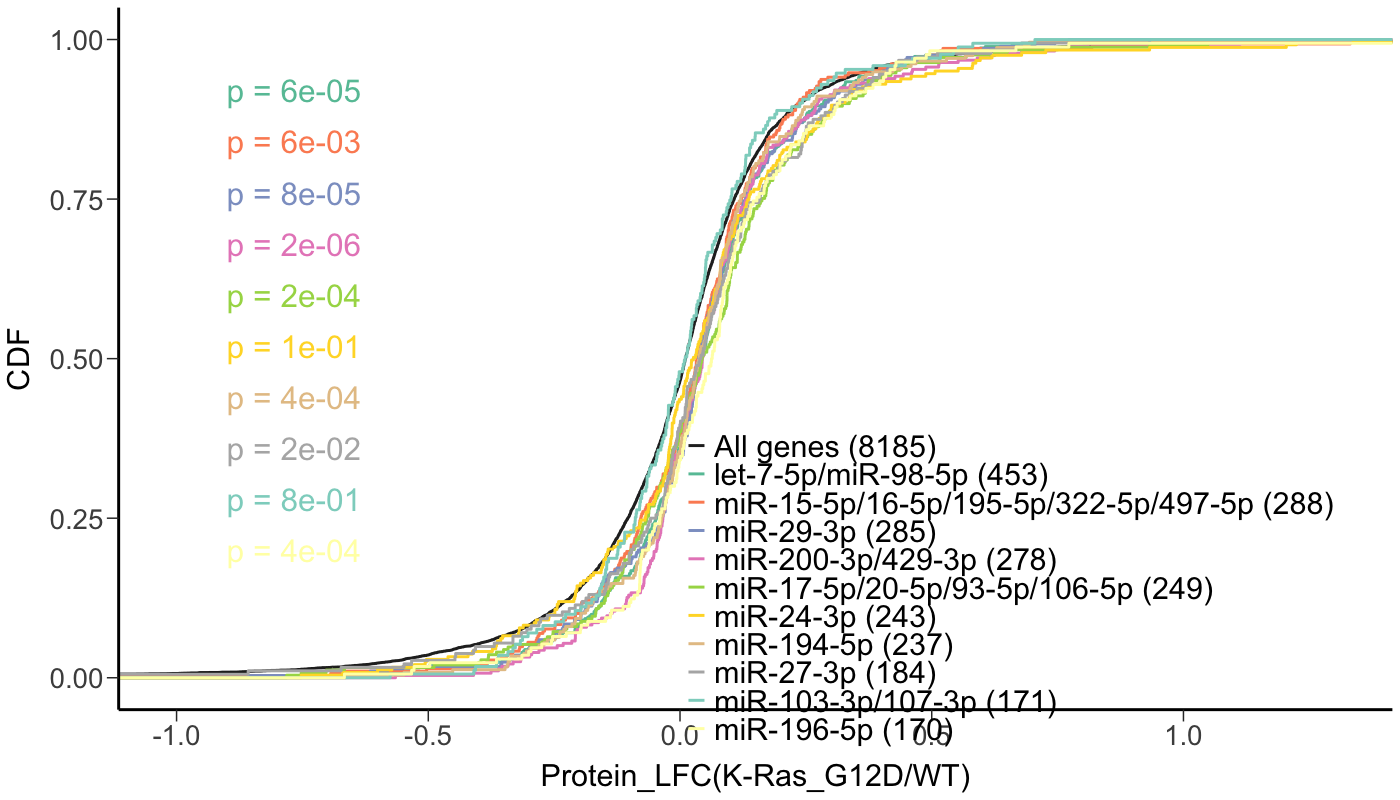 1.00
0.75
0.50
0.25
0.00
CDF
p = 6e-05
p = 6e-03
p = 8e-05
p = 2e-06
p = 2e-04
p = 1e-01
p = 4e-04
p = 2e-02
p = 8e-01
p = 4e-04
All genes (8185)
let-7-5p/miR-98-5p (453)
miR-15-5p/16-5p/195-5p/322-5p/497-5p (288)
miR-29-3p (285)
miR-200-3p/429-3p (278)
miR-17-5p/20-5p/93-5p/106-5p (249)
miR-24-3p (243)
miR-194-5p (237)
miR-27-3p (184)
miR-103-3p/107-3p (171)
miR-196-5p (170)
-1.0 -0.5 0.0 0.5 1.0
Protein_LFC(K-Ras_G12D/WT)